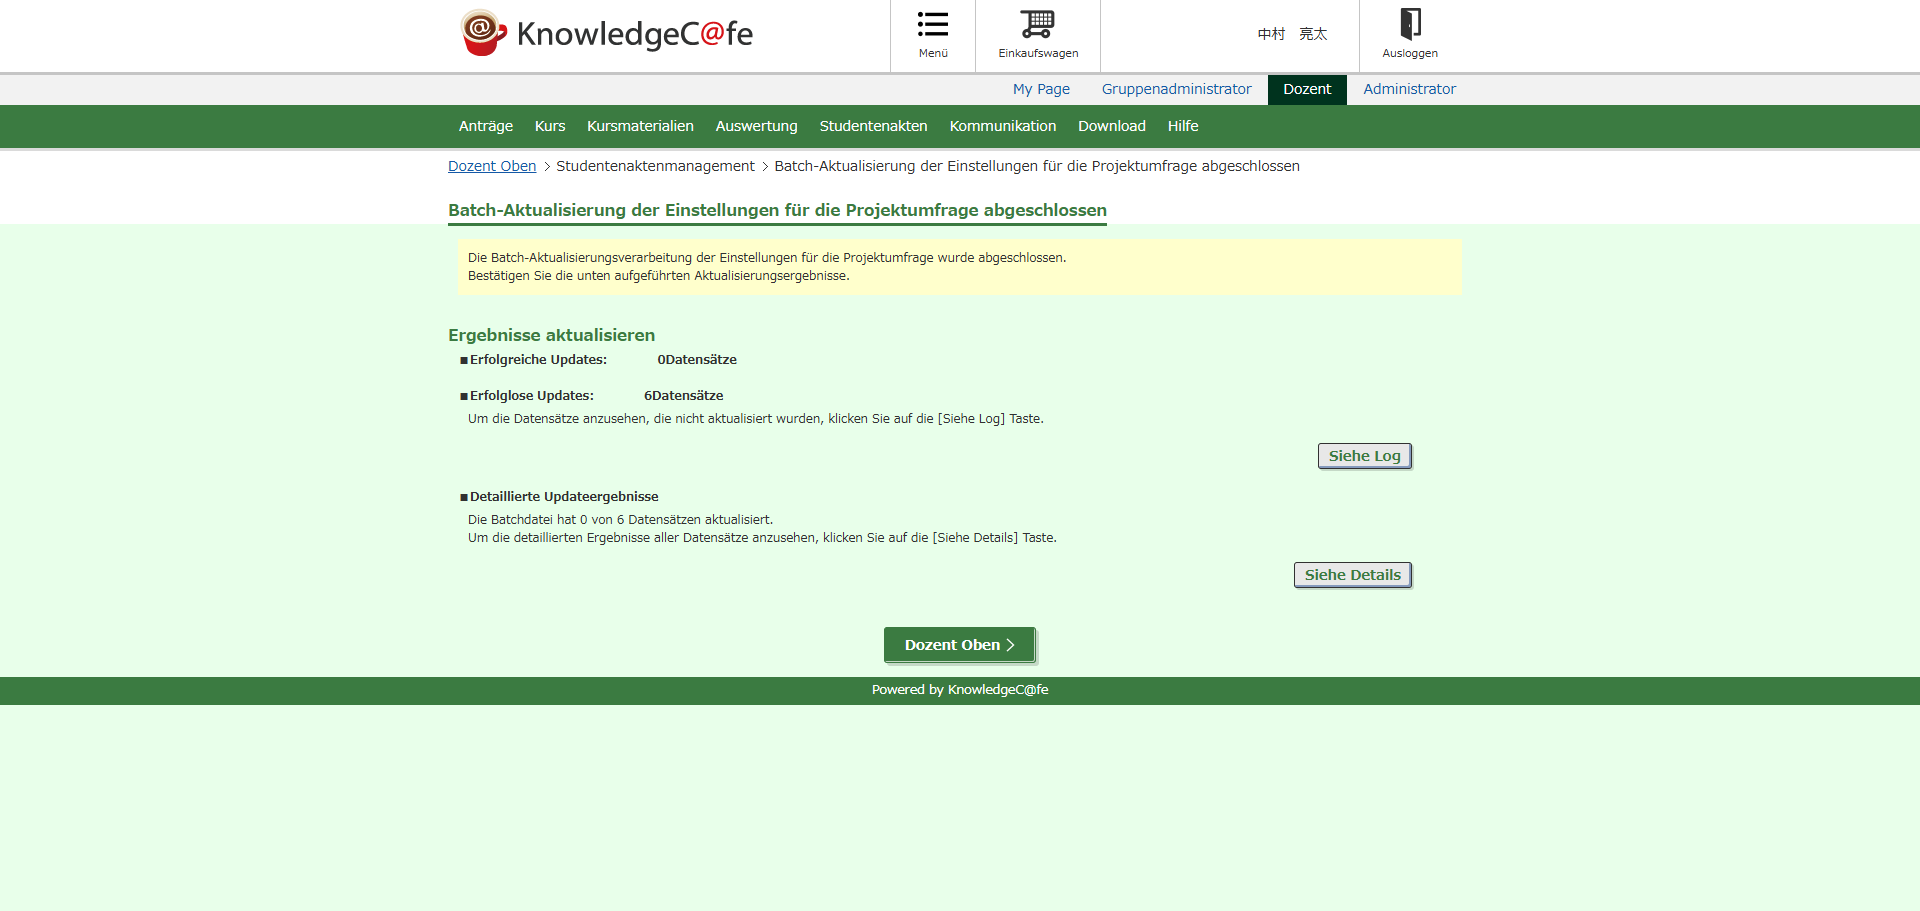 KnowledgeC@fe
Menü
Einkaufswagen
中村　亮太
Ausloggen
My Page
Gruppenadministrator
Dozent
Administrator
Anträge
Kurs
Kursmaterialien
Auswertung
Studentenakten
Kommunikation
Download
Hilfe
Dozent Oben > Studentenaktenmanagement > Batch-Aktualisierung der Einstellungen für die Projektumfrage abgeschlossen
Batch-Aktualisierung der Einstellungen für die Projektumfrage abgeschlossen
Die Batch-Aktualisierungsverarbeitung der Einstellungen für die Projektumfrage wurde abgeschlossen.
Bestätigen Sie die unten aufgeführten Aktualisierungsergebnisse.
Ergebnisse aktualisieren
■Erfolgreiche Updates: 0Datensätze
■Erfolglose Updates: 6Datensätze
Um die Datensätze anzusehen, die nicht aktualisiert wurden, klicken Sie auf die [Siehe Log] Taste.
Siehe Log
■Detaillierte Updateergebnisse
Die Batchdatei hat 0 von 6 Datensätzen aktualisiert.
Um die detaillierten Ergebnisse aller Datensätze anzusehen, klicken Sie auf die [Siehe Details] Taste.
Siehe Details
Dozent Oben >
Powered by KnowledgeC@fe